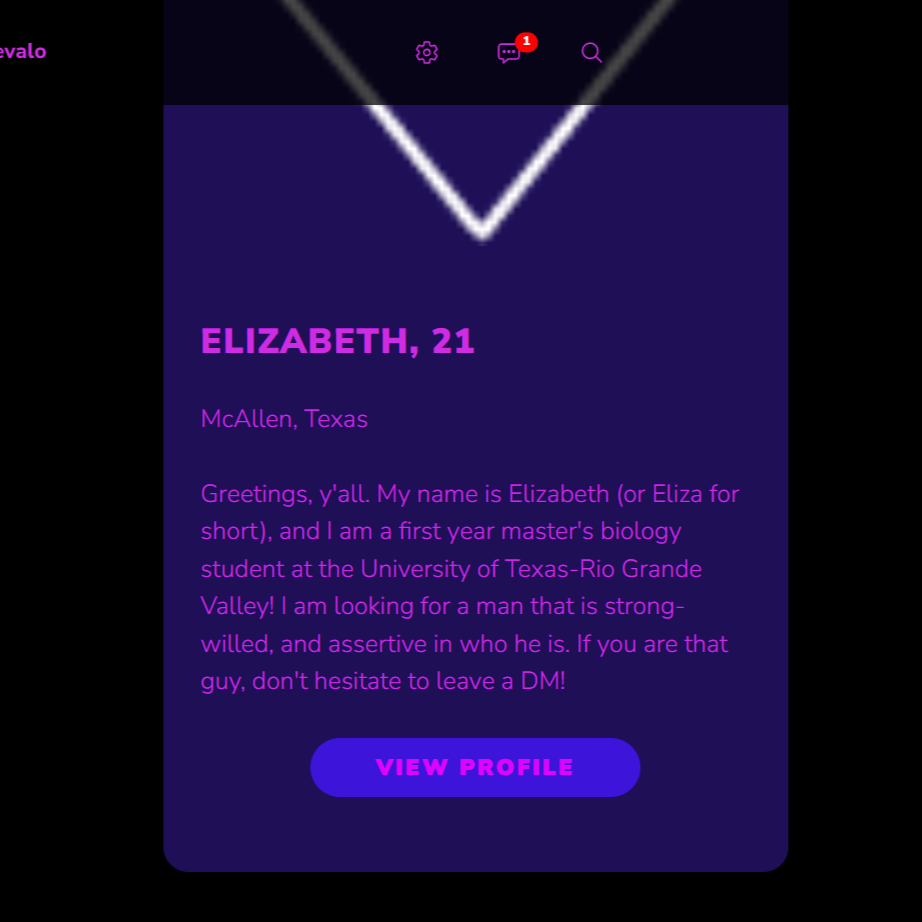 evalo
1
ELIZABETH, 21
McAllen, Texas
Greetings, y'all. My name is Elizabeth (or Eliza for
short), and I am a first year master's biology
student at the University of Texas-Rio Grande
Valley! I am looking for a man that is strong-
willed, and assertive in who he is. If you are that
guy, don't hesitate to leave a DM!
VIEW PROFILE